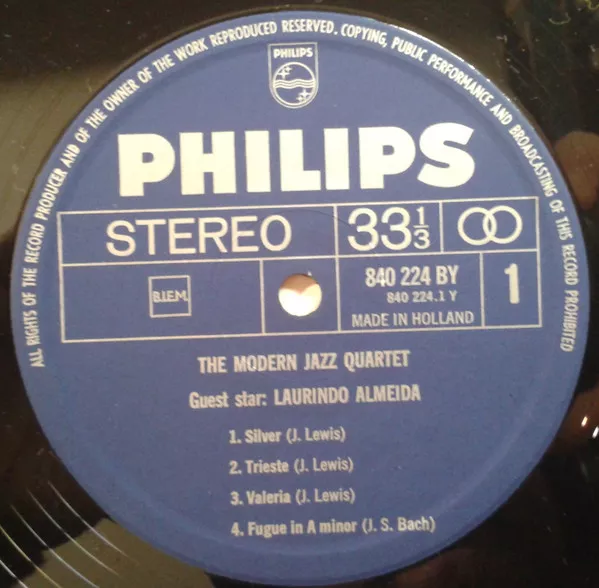 ALL RIGHTS OF THE RECORD PRODUCER AND OF THE OWNER OF THE WORK REPRODUCED RESERVED. COPYING, PUBLIC PERFORMANCE AND BROADCASTING OF THIS RECORD PROHIBITED
PHILIPS
PHILIPS
STEREO
33 1/3
B.I.E.M.
840 224 BY
840 224.1 Y
MADE IN HOLLAND
1
THE MODERN JAZZ QUARTET
Guest star: LAURINDO ALMEIDA
1. Silver (J. Lewis)
2. Trieste (J. Lewis)
3. Valeria (J. Lewis)
4. Fugue in A minor (J. S. Bach)